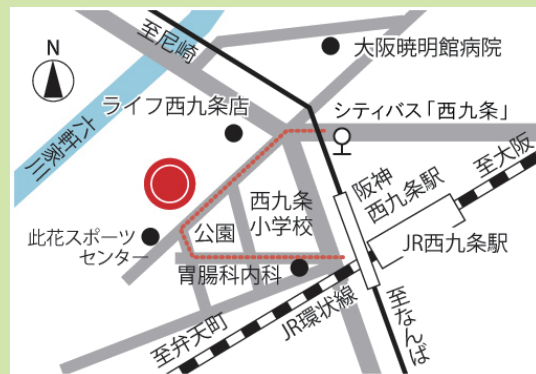 N
至尼崎
大阪暁明館病院
六軒家川
ライフ西九条店
シティバス「西九条」
至大阪
阪神
西九条駅
西九条
小学校
公園
此花スポーツ
センター
JR西九条駅
胃腸科内科
JR環状線
至弁天町
至なんば